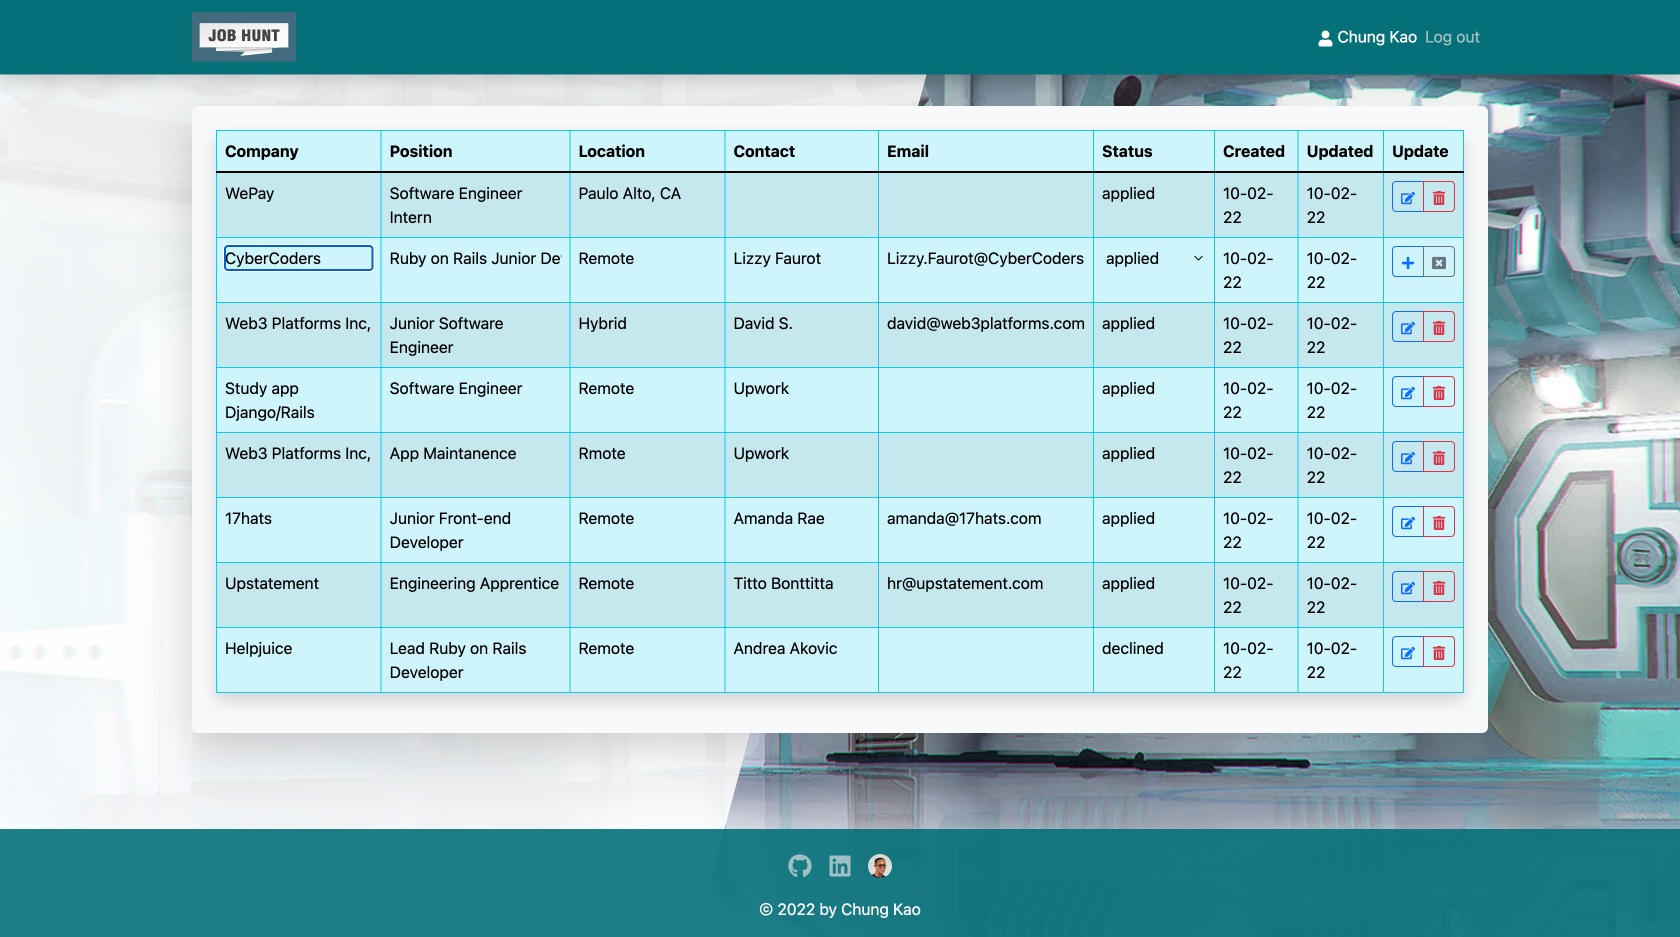 JOB HUNT
Chung Kao Log out
Company Position Location Contact Email Status Created Updated Update
WePay Software Engineer Paulo Alto, CA applied 10-02- 10-02-
Intern 22 22
CyberCoders Ruby on Rails Junior De Remote Lizzy Faurot Lizzy.Faurot@CyberCoders applied 10-02- 10-02-
22 22
Web3 Platforms Inc, Junior Software Hybrid David S. david@web3platforms.com applied 10-02- 10-02-
Engineer 22 22
Study app Software Engineer Remote Upwork applied 10-02- 10-02-
Django/Rails 22 22
Web3 Platforms Inc, App Maintanence Rmote Upwork applied 10-02- 10-02-
22 22
17hats Junior Front-end Remote Amanda Rae amanda@17hats.com applied 10-02- 10-02-
Developer 22 22
Upstatement Engineering Apprentice Remote Titto Bonttitta hr@upstatement.com applied 10-02- 10-02-
22 22
Helpjuice Lead Ruby on Rails Remote Andrea Akovic declined 10-02- 10-02-
Developer 22 22
© 2022 by Chung Kao